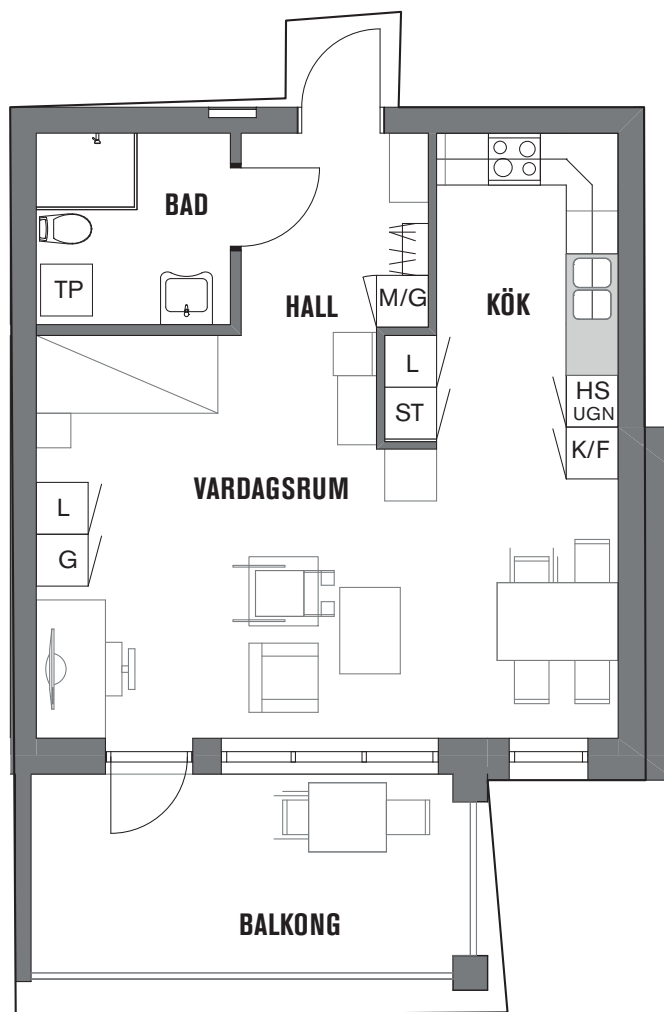 BAD
TP
HALL
M/G
KÖK
L
ST
HS
UGN
K/F
VARDAGSRUM
L
G
BALKONG